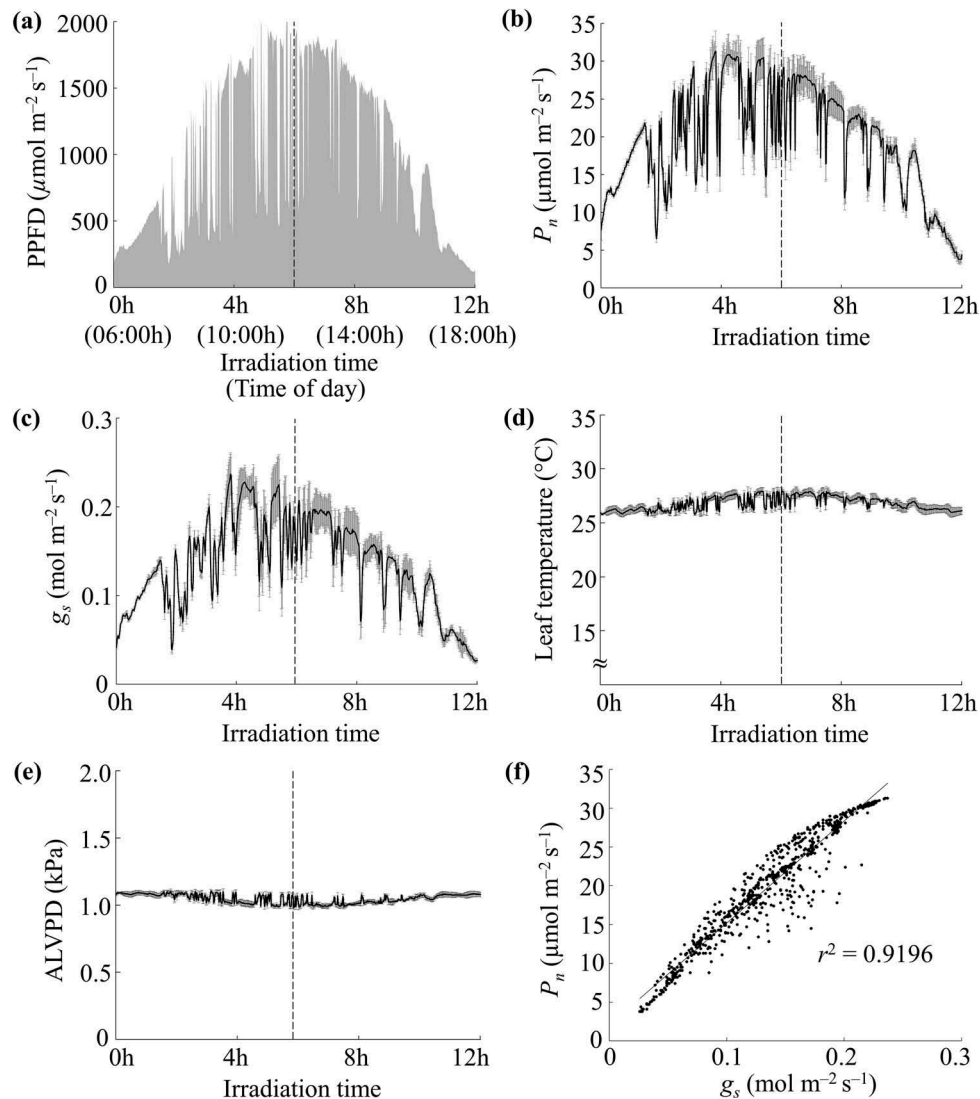 (a)
2000
1500
1000
500
0
PPFD (µmol m⁻² s⁻¹)
0h 4h 8h 12h
(06:00h) (10:00h) (14:00h) (18:00h)
Irradiation time
(Time of day)
(b)
35
30
25
20
15
10
5
0
Pn (µmol m⁻² s⁻¹)
0h 4h 8h 12h
Irradiation time
(c)
0.3
0.2
0.1
0
gs (mol m⁻² s⁻¹)
0h 4h 8h 12h
Irradiation time
(d)
35
30
25
20
15
≈
Leaf temperature (°C)
0h 4h 8h 12h
Irradiation time
(e)
2.0
1.5
1.0
0.5
0
ALVPD (kPa)
0h 4h 8h 12h
Irradiation time
(f)
35
30
25
20
15
10
5
0
Pn (µmol m⁻² s⁻¹)
r² = 0.9196
0 0.1 0.2 0.3
gs (mol m⁻² s⁻¹)